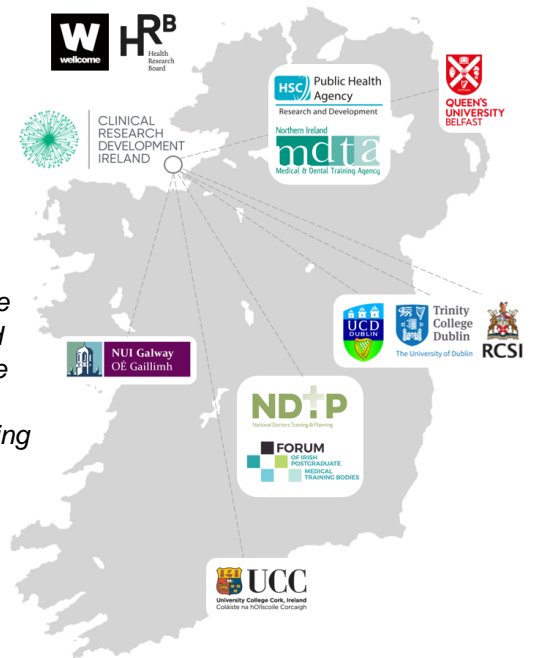 W
wellcome
HRB
Health
Research
Board
CLINICAL
RESEARCH
DEVELOPMENT
IRELAND
HSC Public Health
Agency
Research and Development
Northern Ireland
mdta
Medical & Dental Training Agency
QUEEN'S
UNIVERSITY
BELFAST
e
d
e
ing
UCD
DUBLIN
Trinity
College
Dublin
The University of Dublin
RCSI
NUI Galway
OÉ Gaillimh
NDTP
National Doctors Training & Planning
FORUM
OF IRISH
POSTGRADUATE
MEDICAL
TRAINING BODIES
UCC
University College Cork, Ireland
Coláiste na hOllscoile Corcaigh